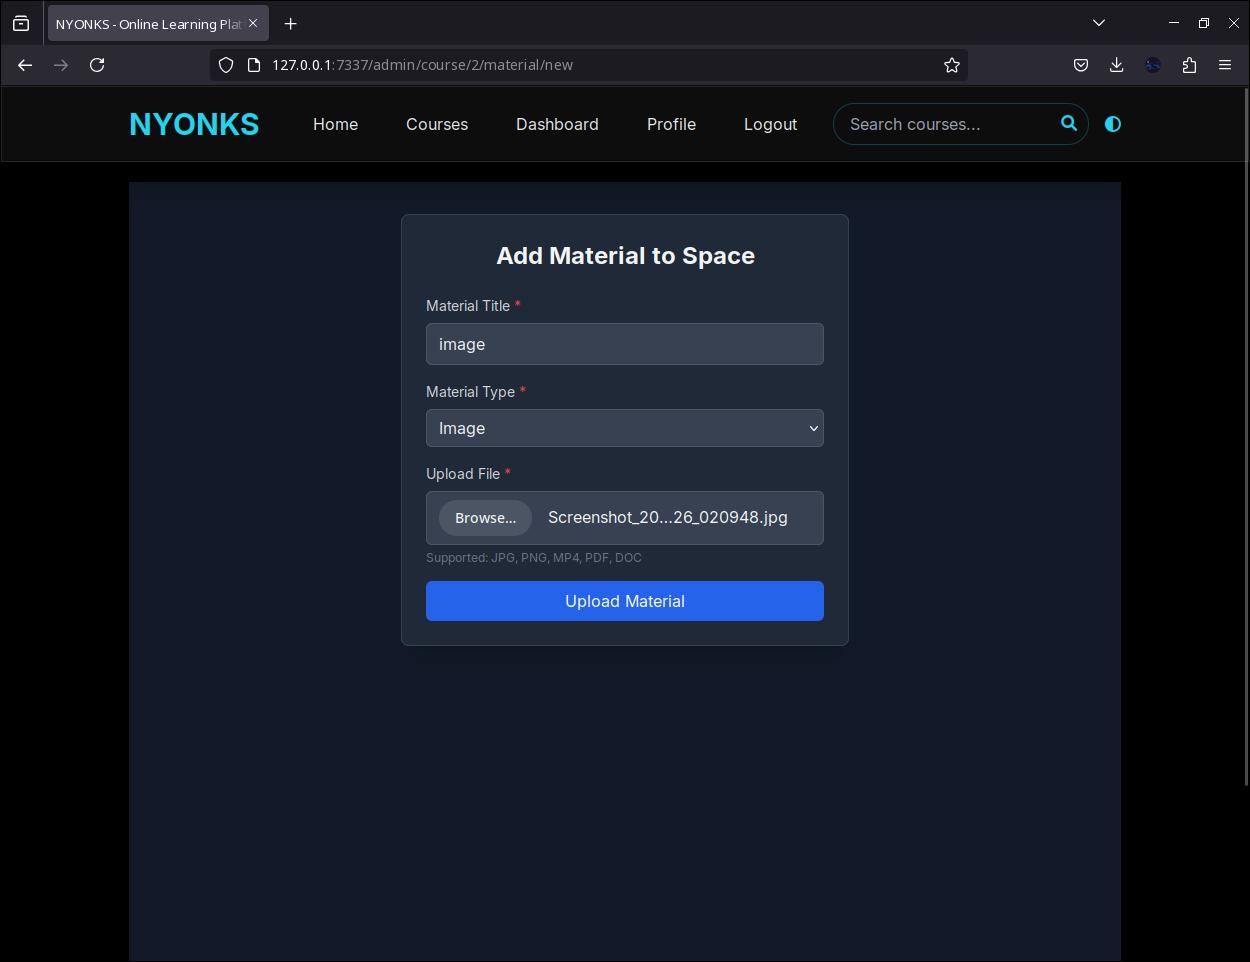 NYONKS - Online Learning Plat
127.0.0.1:7337/admin/course/2/material/new
NYONKS
Home
Courses
Dashboard
Profile
Logout
Search courses...
Add Material to Space
Material Title *
image
Material Type *
Image
Upload File *
Browse...
Screenshot_20...26_020948.jpg
Supported: JPG, PNG, MP4, PDF, DOC
Upload Material